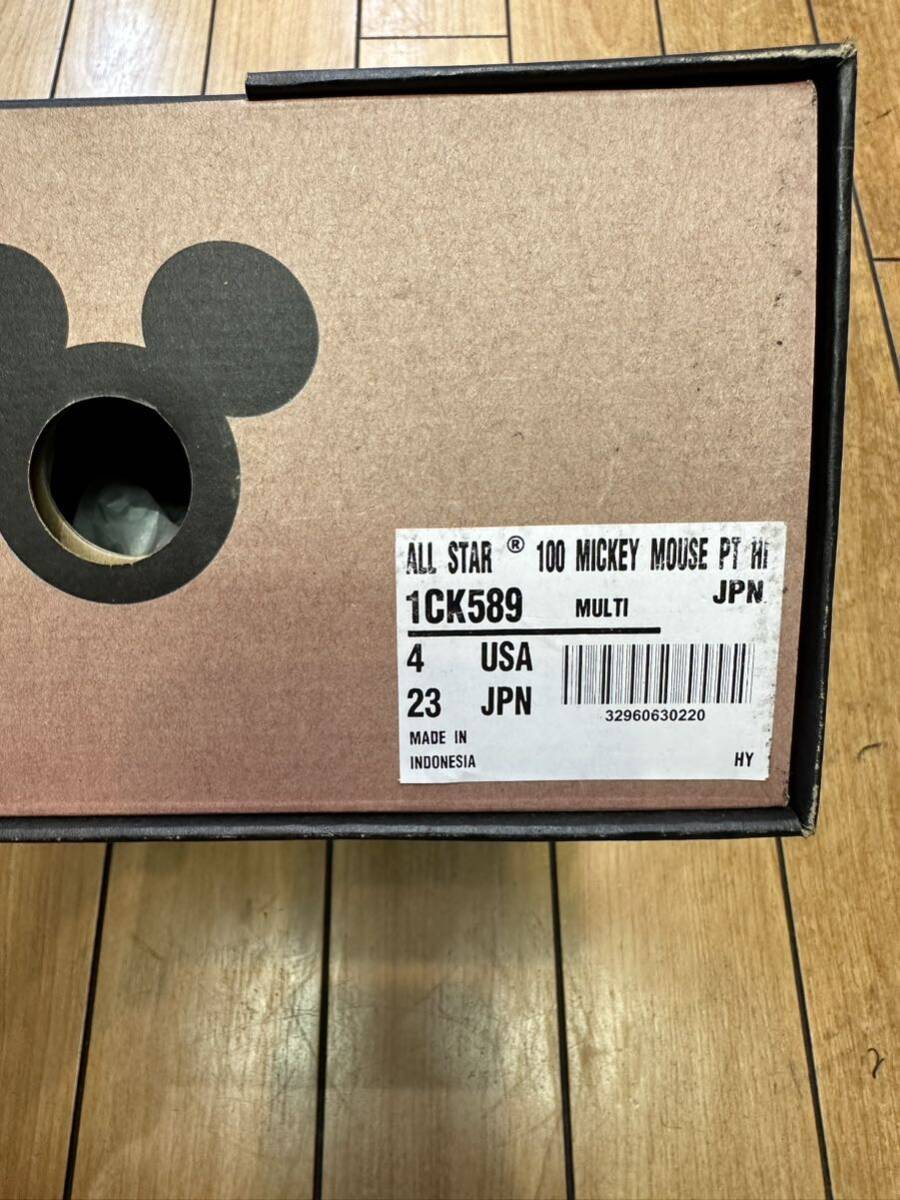 ALL STAR ® 100 MICKEY MOUSE PT HI
1CK589 MULTI JPN
4 USA
23 JPN
32960630220
MADE IN
INDONESIA
HY